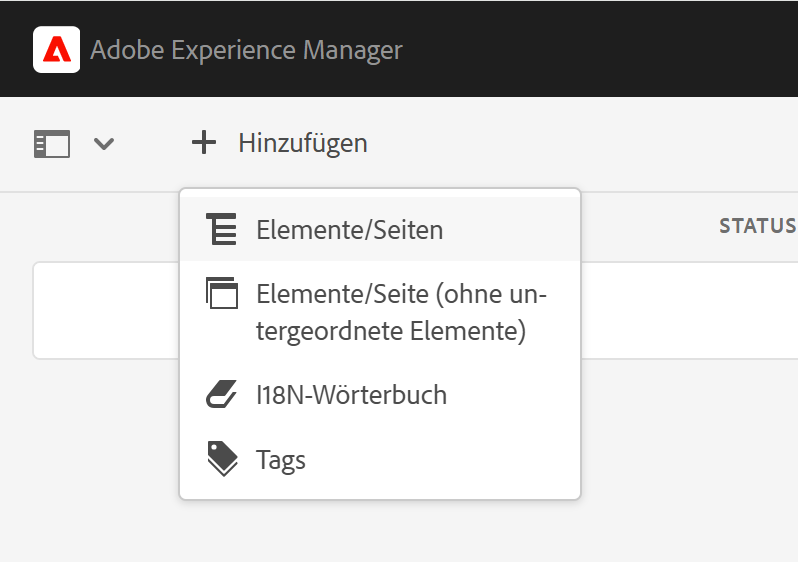 Adobe Experience Manager
Hinzufügen
Elemente/Seiten
STATUS
Elemente/Seite (ohne un-
tergeordnete Elemente)
I18N-Wörterbuch
Tags